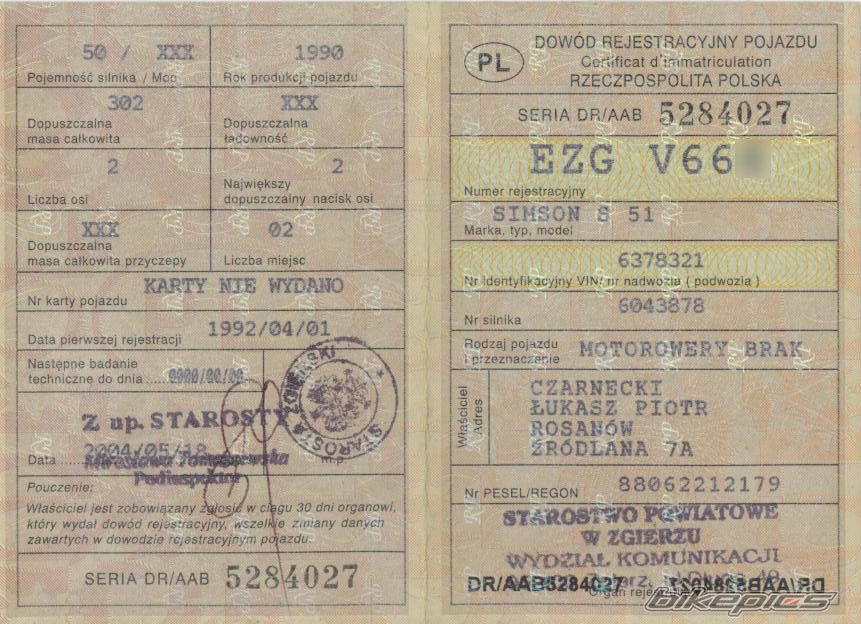 50 / XXX
1990
Pojemność silnika / Moc
Rok produkcji pojazdu
302
XXX
Dopuszczalna
masa całkowita
Dopuszczalna
ładowność
2
2
Liczba osi
Największy
dopuszczalny nacisk osi
XXX
02
Dopuszczalna
masa całkowita przyczepy
Liczba miejsc
KARTY NIE WYDANO
Nr karty pojazdu
Data pierwszej rejestracji 1992/04/01
Następne badanie
techniczne do dnia 0000/00/00
Z up. STAROSTY
2004/05/18
Data
m.p.
Pouczenie:
Właściciel jest zobowiązany zgłosić w ciągu 30 dni organowi,
który wydał dowód rejestracyjny, wszelkie zmiany danych
zawartych w dowodzie rejestracyjnym pojazdu.
SERIA DR/AAB 5284027
PL
DOWÓD REJESTRACYJNY POJAZDU
Certificat d'immatriculation
RZECZPOSPOLITA POLSKA
SERIA DR/AAB 5284027
EZG V66
Numer rejestracyjny
SIMSON S 51
Marka, typ, model
6378321
Nr identyfikacyjny VIN/ nr nadwozia ( podwozia )
6043878
Nr silnika
Rodzaj pojazdu
i przeznaczenie MOTOROWERY BRAK
Właściciel
Adres
CZARNECKI
ŁUKASZ PIOTR
ROSANÓW
ŹRÓDLANA 7A
Nr PESEL/REGON 88062212179
STAROSTWO POWIATOWE
W ZGIERZU
WYDZIAŁ KOMUNIKACJI
DR/AAB5284027
bikepics